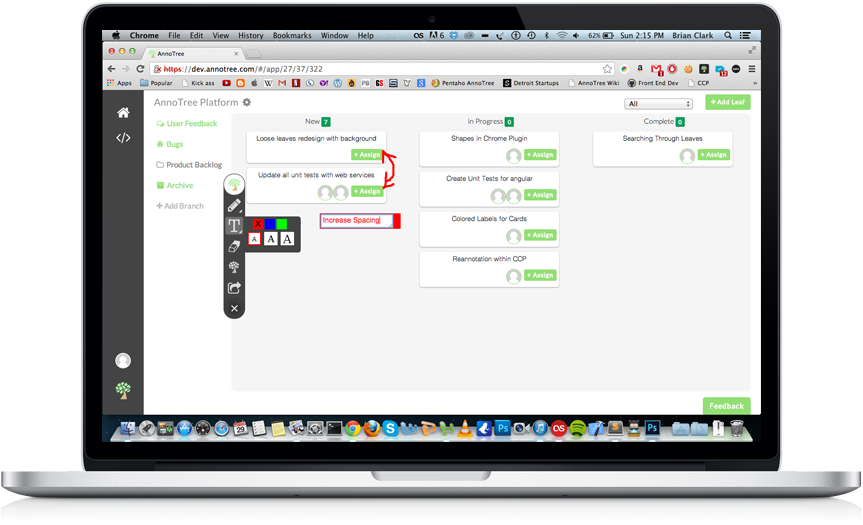 Chrome File Edit View History Bookmarks Window Help 6 62% Sun 2:15 PM Brian Clark
AnnoTree
https://dev.annotree.com/#/app/27/37/322
Apps Popular Kick ass Pentaho AnnoTree Detroit Startups AnnoTree Wiki Front End Dev CCP
AnnoTree Platform
All
+Add Leaf
User Feedback
Bugs
Product Backlog
Archive
+ Add Branch
New 7
Loose leaves redesign with background
+ Assign
Update all unit tests with web services
+ Assign
Increase Spacing
T
X
A A A
In Progress 0
Shapes in Chrome Plugin
+ Assign
Create Unit Tests for angular
+ Assign
Colored Labels for Cards
+ Assign
Reannotation within CCP
+ Assign
Complete 0
Searching Through Leaves
+ Assign
Feedback